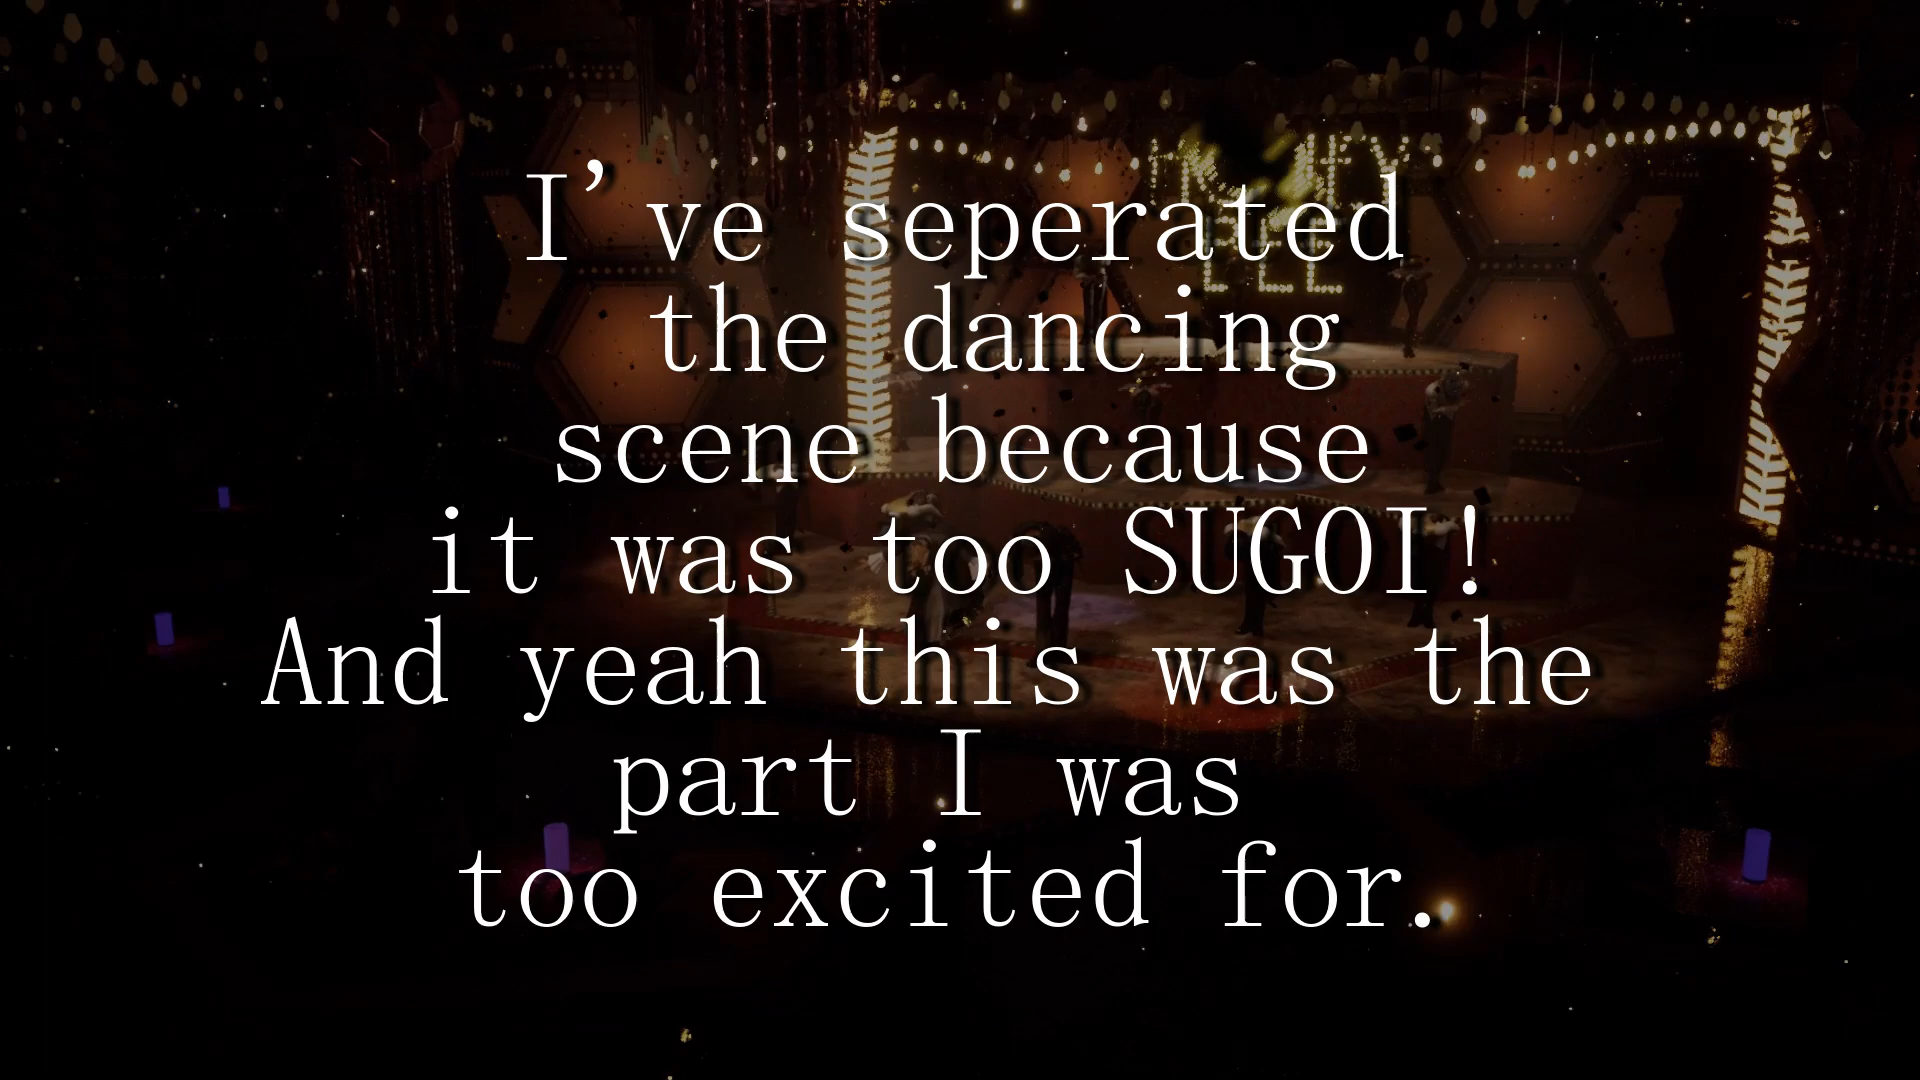 I’ve seperated
the dancing
scene because
it was too SUGOI!
And yeah this was the
part I was
too excited for.